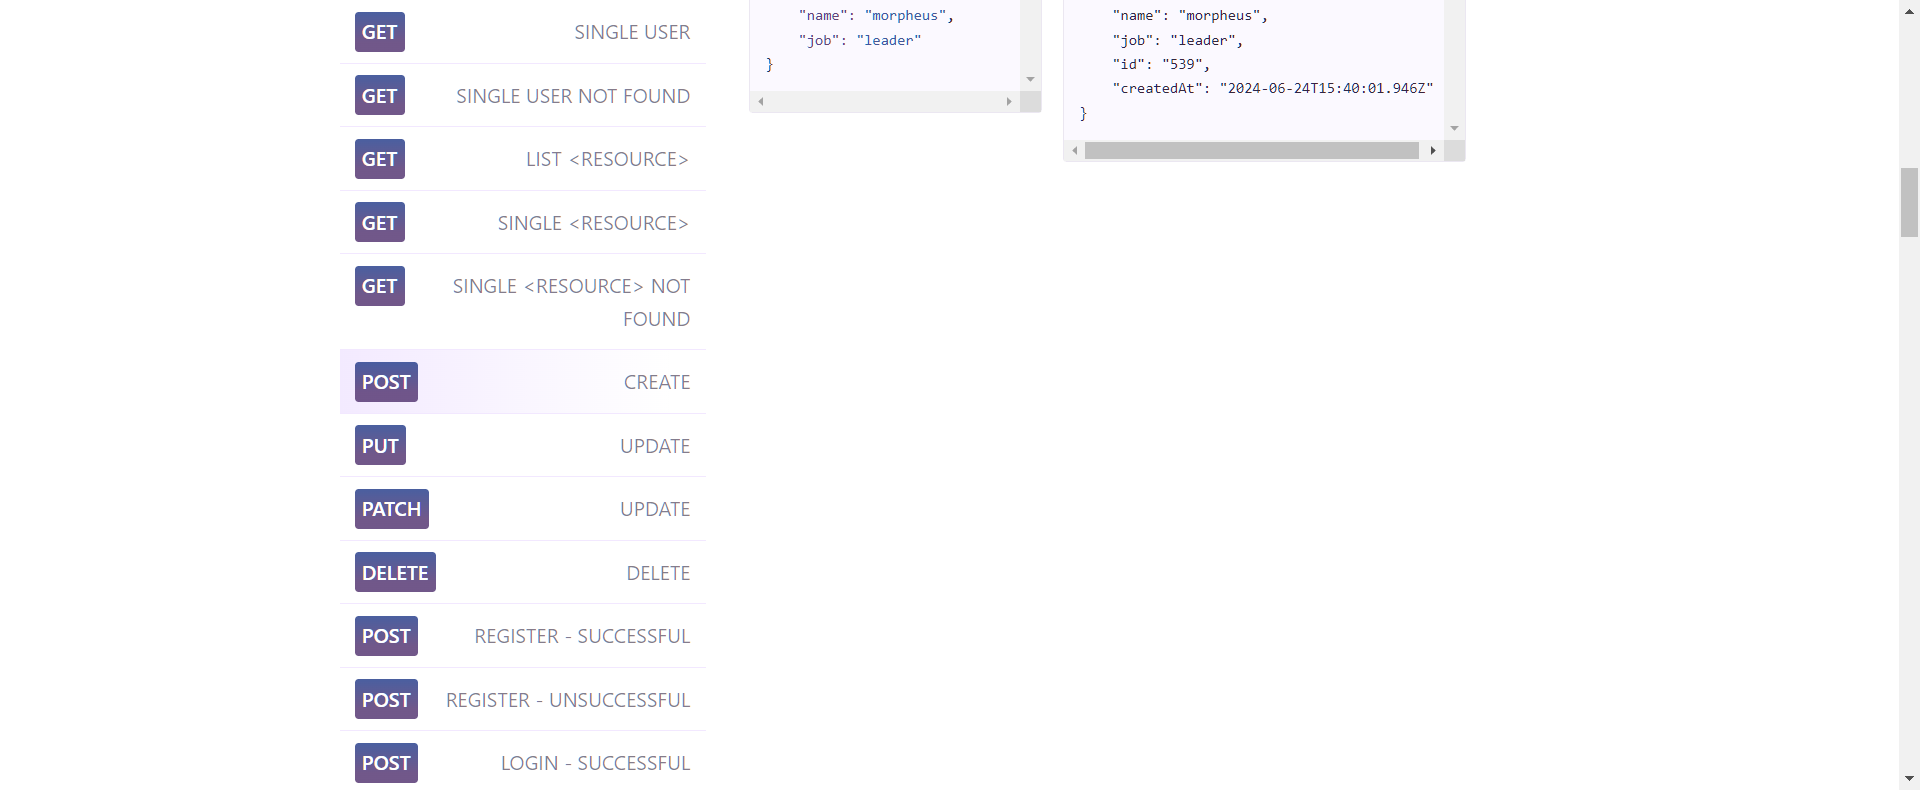 GET SINGLE USER
GET SINGLE USER NOT FOUND
GET LIST <RESOURCE>
GET SINGLE <RESOURCE>
GET SINGLE <RESOURCE> NOT
FOUND
POST CREATE
PUT UPDATE
PATCH UPDATE
DELETE DELETE
POST REGISTER - SUCCESSFUL
POST REGISTER - UNSUCCESSFUL
POST LOGIN - SUCCESSFUL
"name": "morpheus",
"job": "leader"
}
"name": "morpheus",
"job": "leader",
"id": "539",
"createdAt": "2024-06-24T15:40:01.946Z"
}